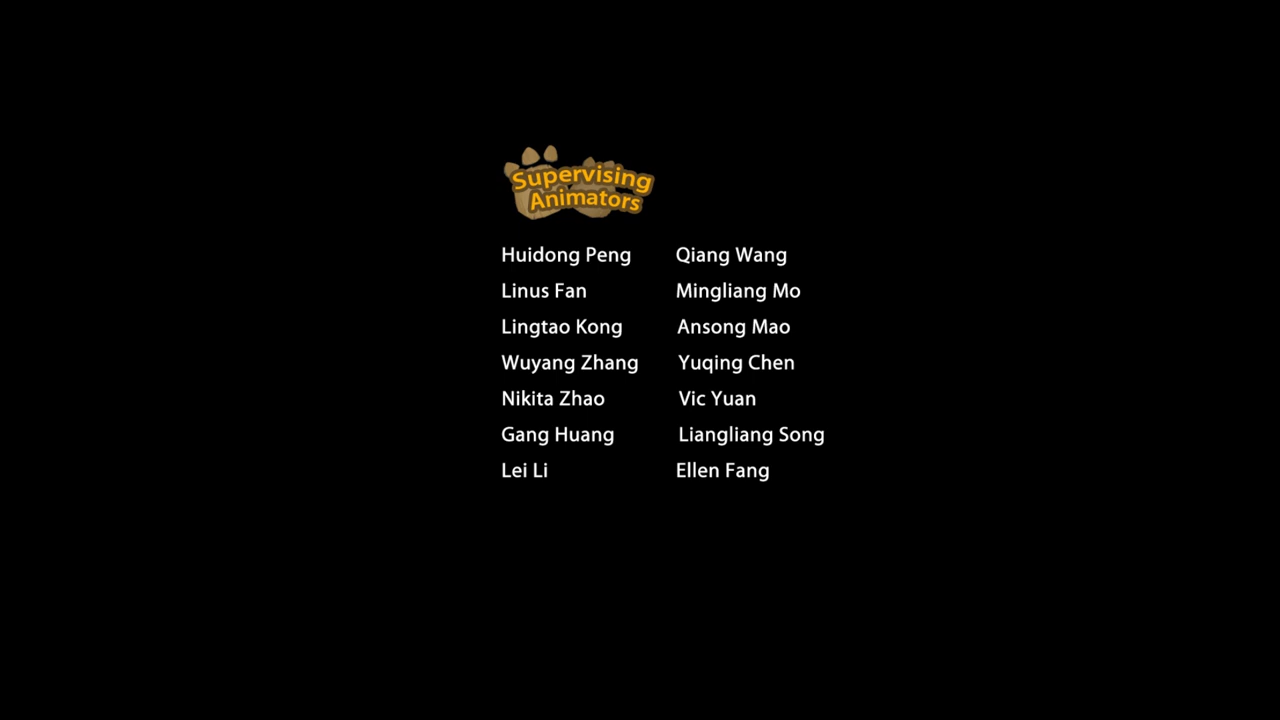 Supervising
Animators
Huidong Peng Qiang Wang
Linus Fan Mingliang Mo
Lingtao Kong Ansong Mao
Wuyang Zhang Yuqing Chen
Nikita Zhao Vic Yuan
Gang Huang Liangliang Song
Lei Li Ellen Fang